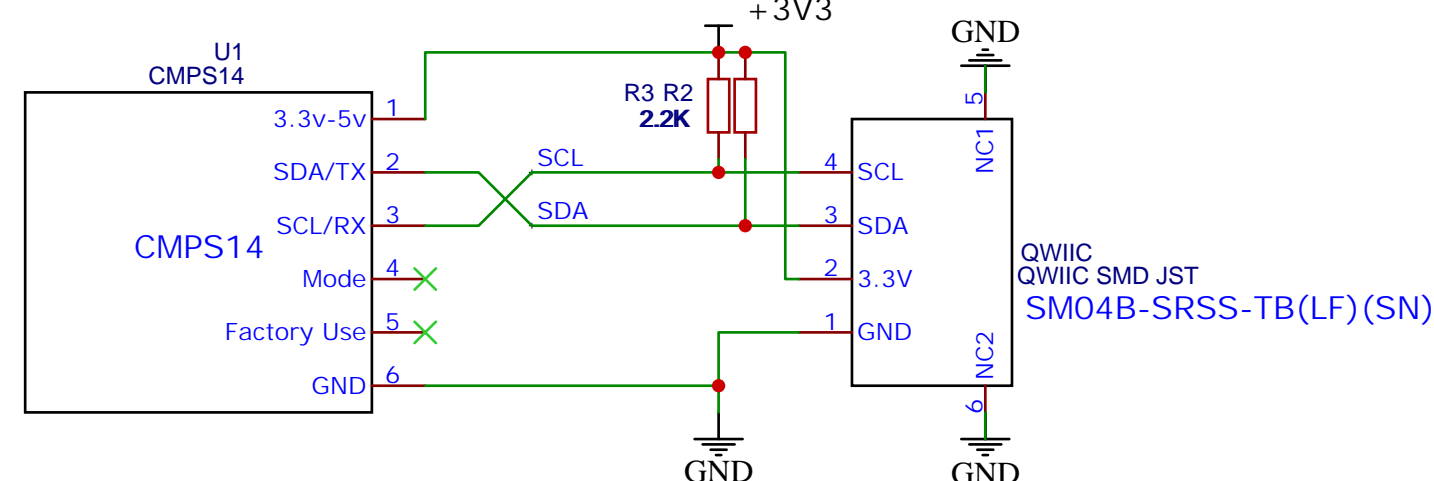 +3V3
GND
U1
CMPS14
R3 R2
2.2K
3.3v-5v 1
SDA/TX 2
SCL/RX 3
Mode 4
Factory Use 5
GND 6
CMPS14
SCL
SDA
5
NC1
4 SCL
3 SDA
2 3.3V
1 GND
NC2
6
QWIIC
QWIIC SMD JST
SM04B-SRSS-TB(LF)(SN)
GND
GND